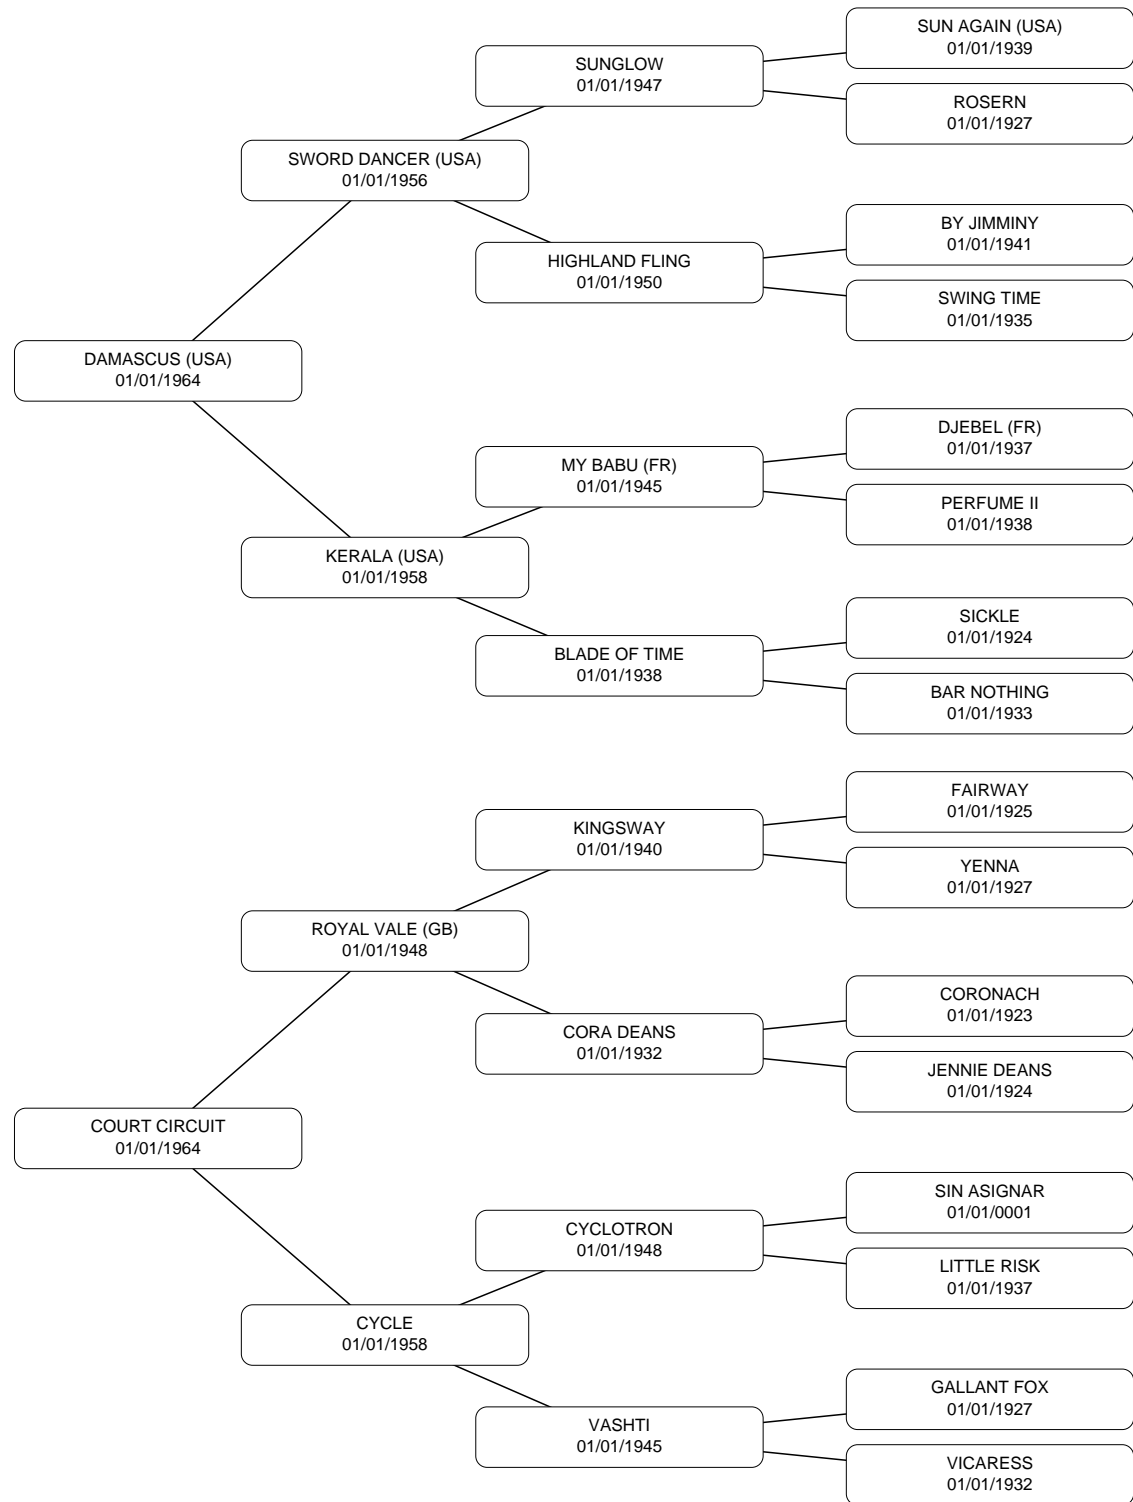 SUN AGAIN (USA)
01/01/1939
SUNGLOW
01/01/1947
ROSERN
01/01/1927
SWORD DANCER (USA)
01/01/1956
BY JIMMINY
01/01/1941
HIGHLAND FLING
01/01/1950
SWING TIME
01/01/1935
DAMASCUS (USA)
01/01/1964
DJEBEL (FR)
01/01/1937
MY BABU (FR)
01/01/1945
PERFUME II
01/01/1938
KERALA (USA)
01/01/1958
SICKLE
01/01/1924
BLADE OF TIME
01/01/1938
BAR NOTHING
01/01/1933
FAIRWAY
01/01/1925
KINGSWAY
01/01/1940
YENNA
01/01/1927
ROYAL VALE (GB)
01/01/1948
CORONACH
01/01/1923
CORA DEANS
01/01/1932
JENNIE DEANS
01/01/1924
COURT CIRCUIT
01/01/1964
SIN ASIGNAR
01/01/0001
CYCLOTRON
01/01/1948
LITTLE RISK
01/01/1937
CYCLE
01/01/1958
GALLANT FOX
01/01/1927
VASHTI
01/01/1945
VICARESS
01/01/1932